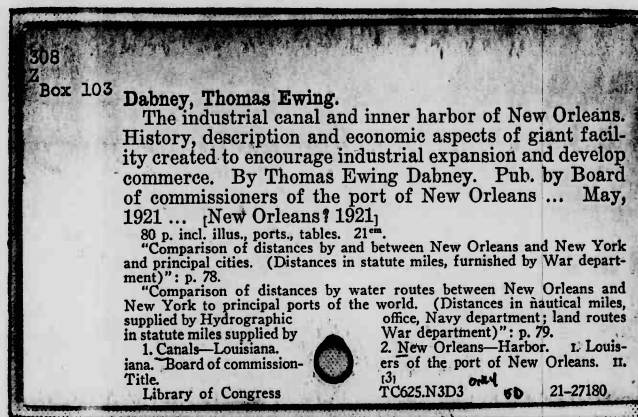 308
Z
Box 103
Dabney, Thomas Ewing.
The industrial canal and inner harbor of New Orleans.
History, description and economic aspects of giant facil-
ity created to encourage industrial expansion and develop
commerce. By Thomas Ewing Dabney. Pub. by Board
of commissioners of the port of New Orleans ... May,
1921 ... [New Orleans? 1921]
80 p. incl. illus., ports., tables. 21cm.
"Comparison of distances by and between New Orleans and New York
and principal cities. (Distances in statute miles, furnished by War depart-
ment)": p. 78.
"Comparison of distances by water routes between New Orleans and
New York to principal ports of the world. (Distances in nautical miles,
supplied by Hydrographic office, Navy department; land routes
in statute miles supplied by War department)": p. 79.
1. Canals—Louisiana. 2. New Orleans—Harbor. I. Louis-
iana. Board of commission- ers of the port of New Orleans. II.
Title. [3]
Library of Congress TC625.N3D3 21-27180